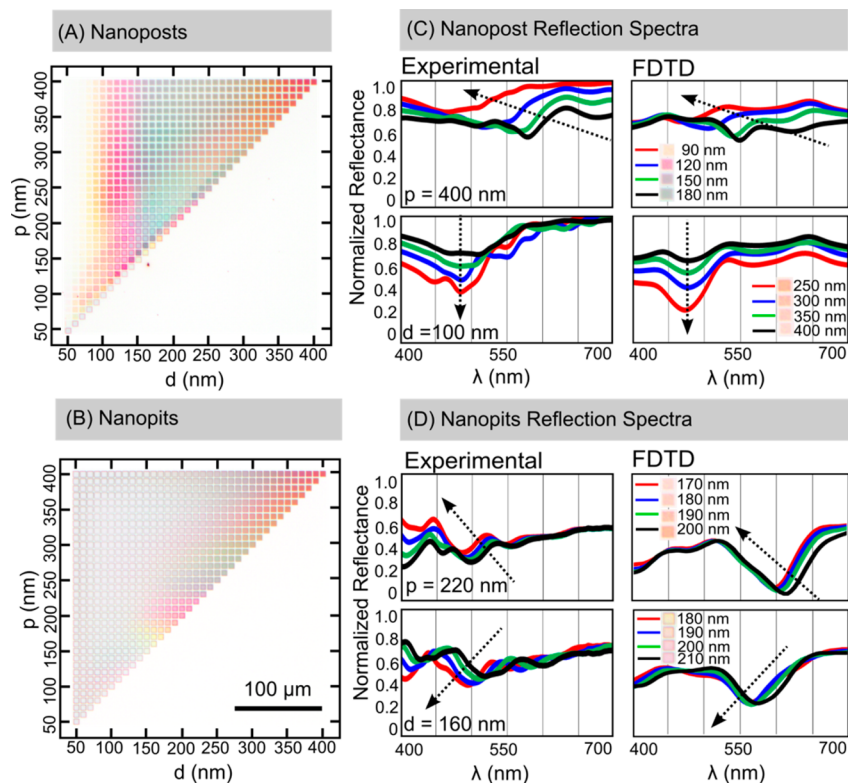 (A) Nanoposts
50 100 150 200 250 300 350 400
p (nm)
50 100 150 200 250 300 350 400
d (nm)
(B) Nanopits
50 100 150 200 250 300 350 400
p (nm)
100 µm
50 100 150 200 250 300 350 400
d (nm)
(C) Nanopost Reflection Spectra
Experimental
FDTD
Normalized Reflectance
1.0
0.8
0.6
0.4
0.2
0
p = 400 nm
90 nm
120 nm
150 nm
180 nm
1.0
0.8
0.6
0.4
0.2
0
d =100 nm
250 nm
300 nm
350 nm
400 nm
400 550 700
λ (nm)
400 550 700
λ (nm)
(D) Nanopits Reflection Spectra
Experimental
FDTD
Normalized Reflectance
1.0
0.8
0.6
0.4
0.2
0
p = 220 nm
170 nm
180 nm
190 nm
200 nm
1.0
0.8
0.6
0.4
0.2
0
d = 160 nm
180 nm
190 nm
200 nm
210 nm
400 550 700
λ (nm)
400 550 700
λ (nm)